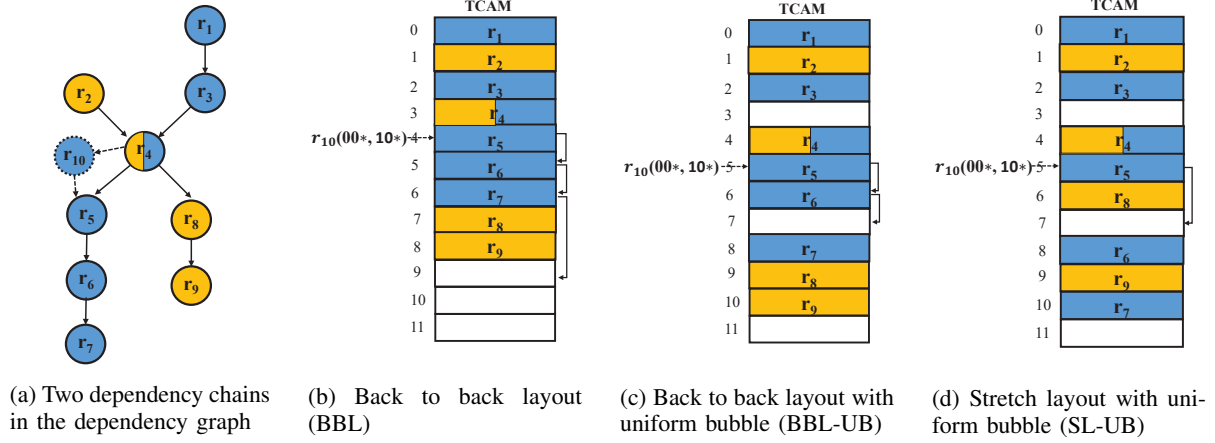 r1
r2
r3
r4
r10
r5
r8
r6
r9
r7
(a) Two dependency chains
in the dependency graph
TCAM
0 r1
1 r2
2 r3
3 r4
r10(00*, 10*) 4 r5
5 r6
6 r7
7 r8
8 r9
9
10
11
(b) Back to back layout
(BBL)
TCAM
0 r1
1 r2
2 r3
3
4 r4
r10(00*, 10*) 5 r5
6 r6
7
8 r7
9 r8
10 r9
11
(c) Back to back layout with
uniform bubble (BBL-UB)
TCAM
0 r1
1 r2
2 r3
3
4 r4
r10(00*, 10*) 5 r5
6 r8
7
8 r6
9 r9
10 r7
11
(d) Stretch layout with uni-
form bubble (SL-UB)